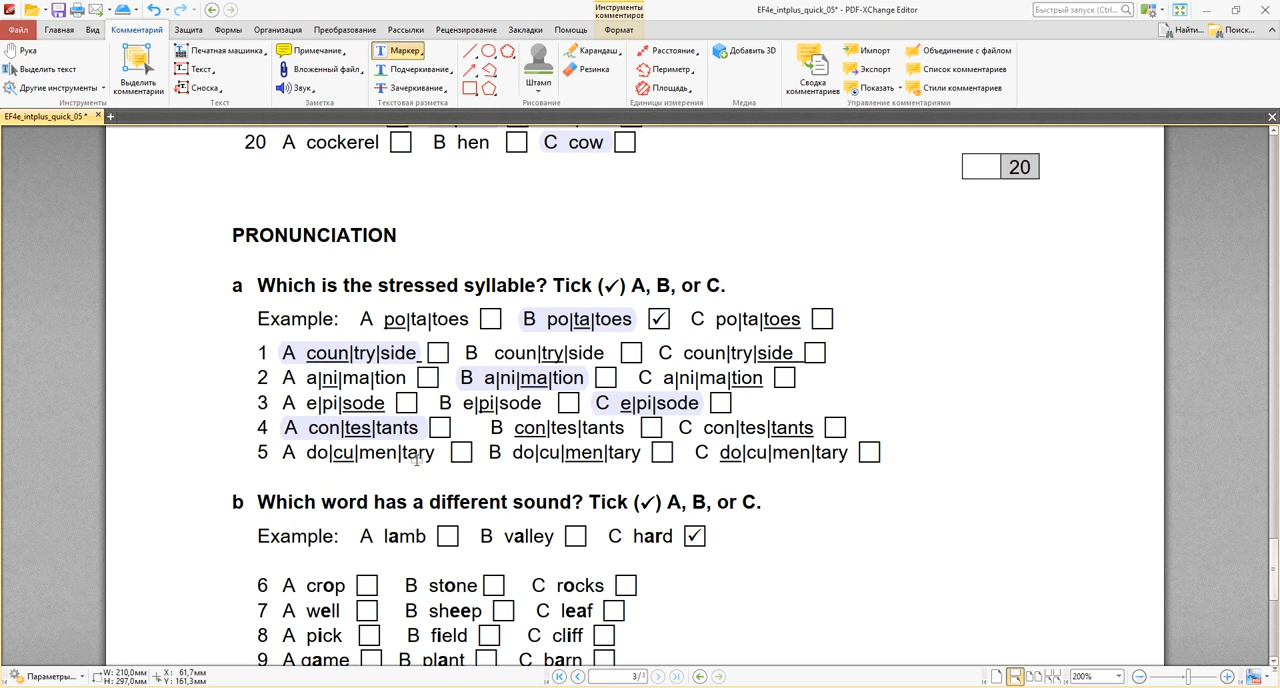 Инструменты
комментиров
EF4e_intplus_quick_05* - PDF-XChange Editor
Быстрый запуск (Ctrl...
Файл Главная Вид Комментарий Защита Формы Организация Преобразование Рассылки Рецензирование Закладки Помощь Формат Найти... Поиск...
Рука
Выделить текст
Другие инструменты
Инструменты
Выделить
комментарии
Печатная машинка
Текст
Сноска
Текст
Примечание
Вложенный файл
Звук
Заметка
Маркер
Подчеркивание
Зачеркивание
Текстовая разметка
Штамп
Карандаш
Резинка
Рисование
Расстояние
Периметр
Площадь
Единицы измерения
Добавить 3D
Медиа
Сводка
комментариев
Импорт
Экспорт
Показать
Объединение с файлом
Список комментариев
Стили комментариев
Управление комментариями
EF4e_intplus_quick_05 *
20 A cockerel B hen C cow
20
PRONUNCIATION
a Which is the stressed syllable? Tick (✓) A, B, or C.
Example: A po|ta|toes B po|ta|toes ✓ C po|ta|toes
1 A coun|try|side B coun|try|side C coun|try|side
2 A a|ni|ma|tion B a|ni|ma|tion C a|ni|ma|tion
3 A e|pi|sode B e|pi|sode C e|pi|sode
4 A con|tes|tants B con|tes|tants C con|tes|tants
5 A do|cu|men|tary B do|cu|men|tary C do|cu|men|tary
b Which word has a different sound? Tick (✓) A, B, or C.
Example: A lamb B valley C hard ✓
6 A crop B stone C rocks
7 A well B sheep C leaf
8 A pick B field C cliff
9 A game B plant C barn
Параметры... W: 210,0мм X: 61,7мм
H: 297,0мм Y: 161,3мм
200%